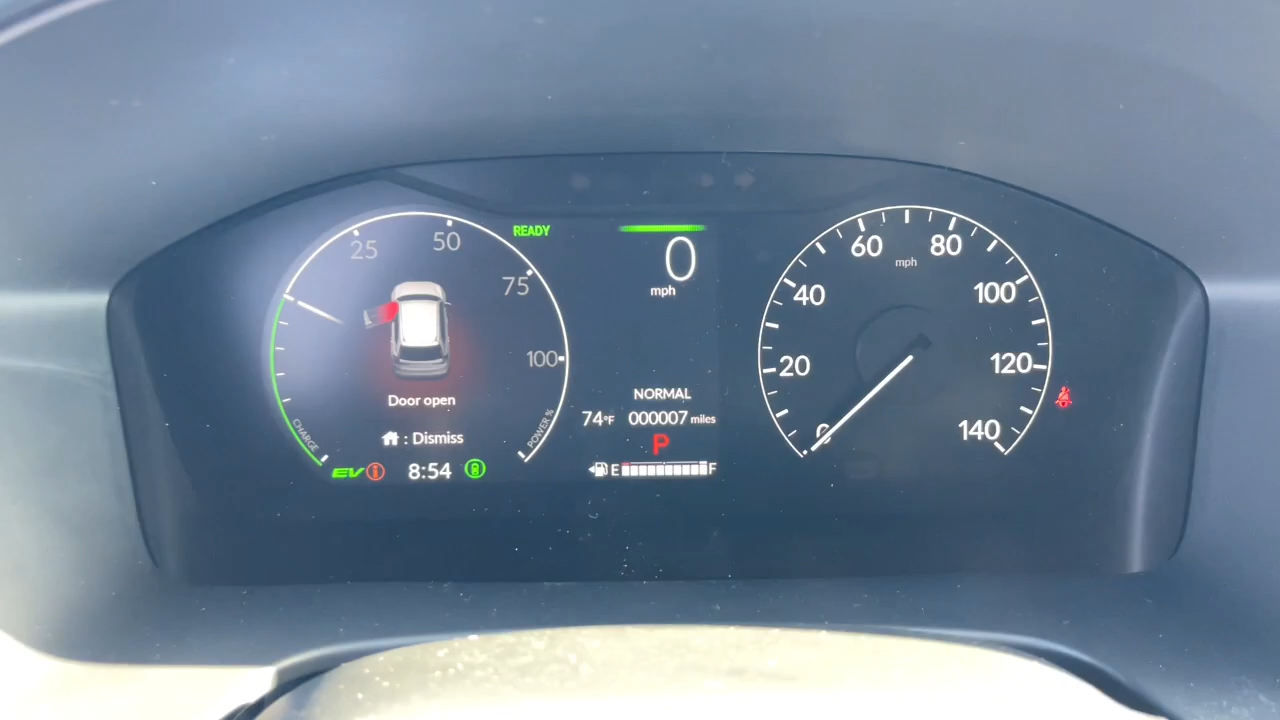 25
50
75
100
CHARGE
POWER %
Door open
: Dismiss
EV
8:54
READY
0
mph
NORMAL
74°F 000007 miles
P
E F
0
20
40
60
80
100
120
140
mph